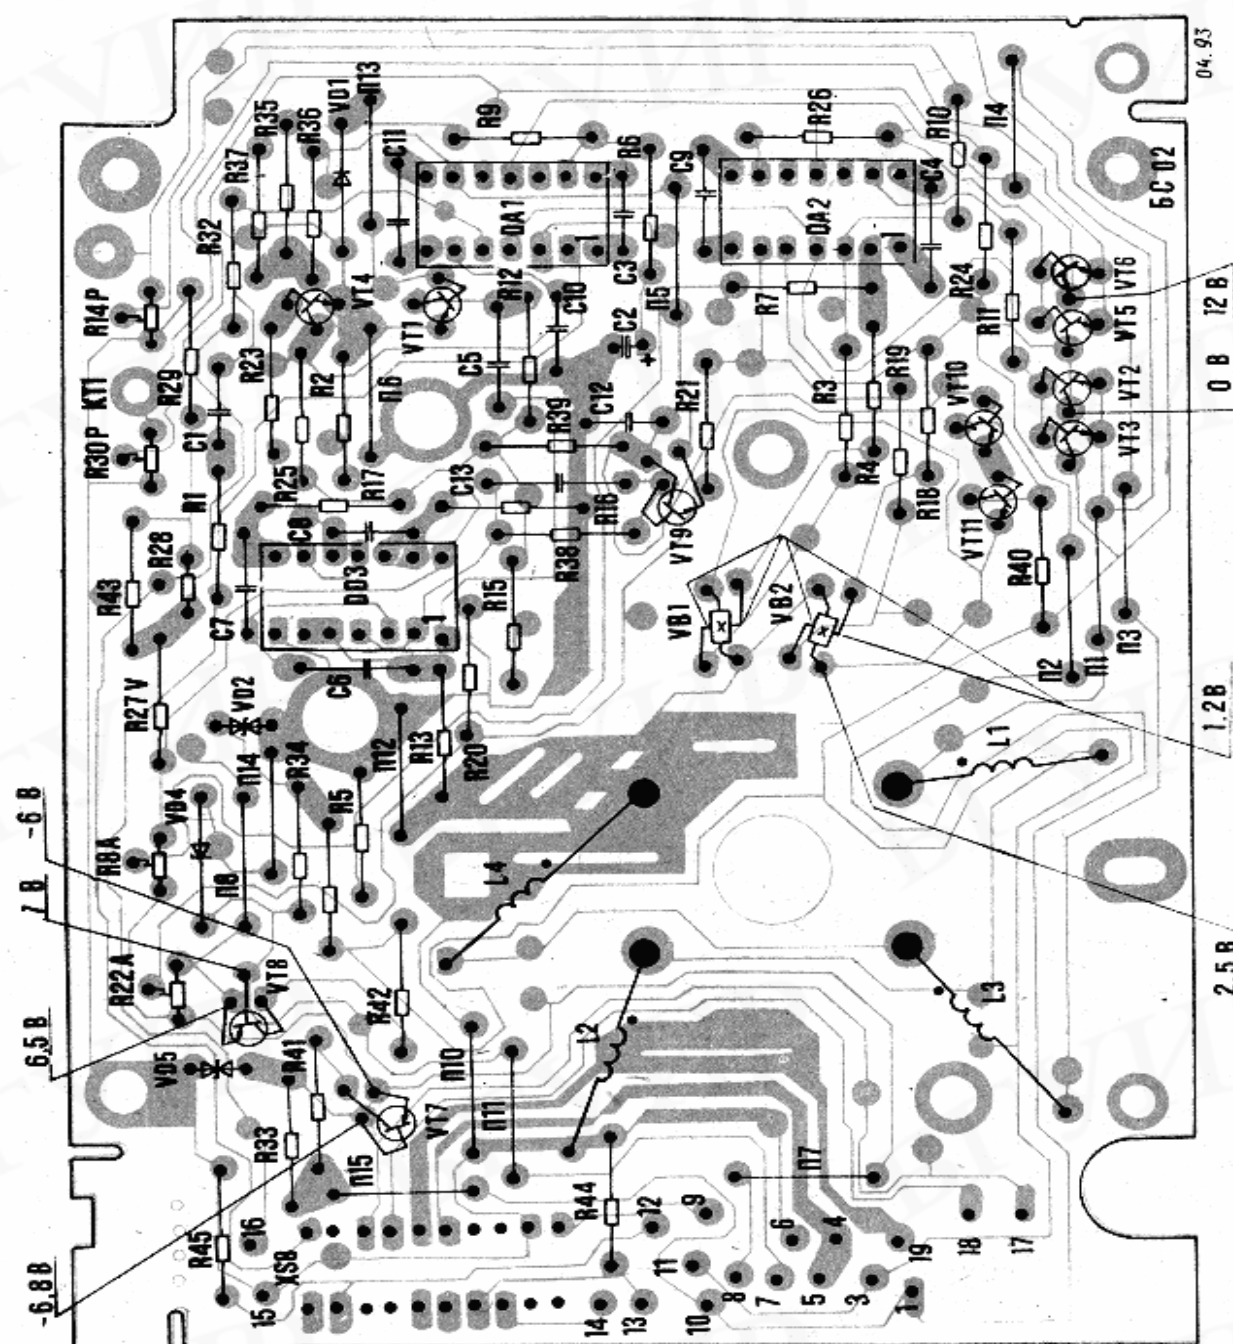 04.93
R35
R36
VD1
П13
R9
R26
R10
П4
R37
C11
R6
C9
C4
БС 02
R32
DA1
1
DA2
1
R14P
VT4
R12
C3
C10
П5
R7
R24
VT6
12 В
КТ1
R29
R23
R2
П6
VT1
C5
C2
+
R11
VT5
0 В
R30P
C1
R25
R17
C13
R39
C12
R21
R3
R4
R19
VT10
VT2
VT3
R1
R18
C8
R16
VT9
VT11
R43
R28
DD3
1
R38
R40
C7
R15
VB1
VB2
C6
П2
П1
П3
R27V
VD2
П12
R13
R20
1.2В
П14
R34
L1
-6 В
VD4
R5
R8A
П8
L4
7 В
R22A
VT8
R42
2.5 В
6,5 В
L3
L2
VD5
R41
П10
П11
VT7
R33
П15
П7
R45
16
R44
12
9
6
4
XS8
19
18
17
-6,8 В
11
15
14
13
10
8
7
5
3
1